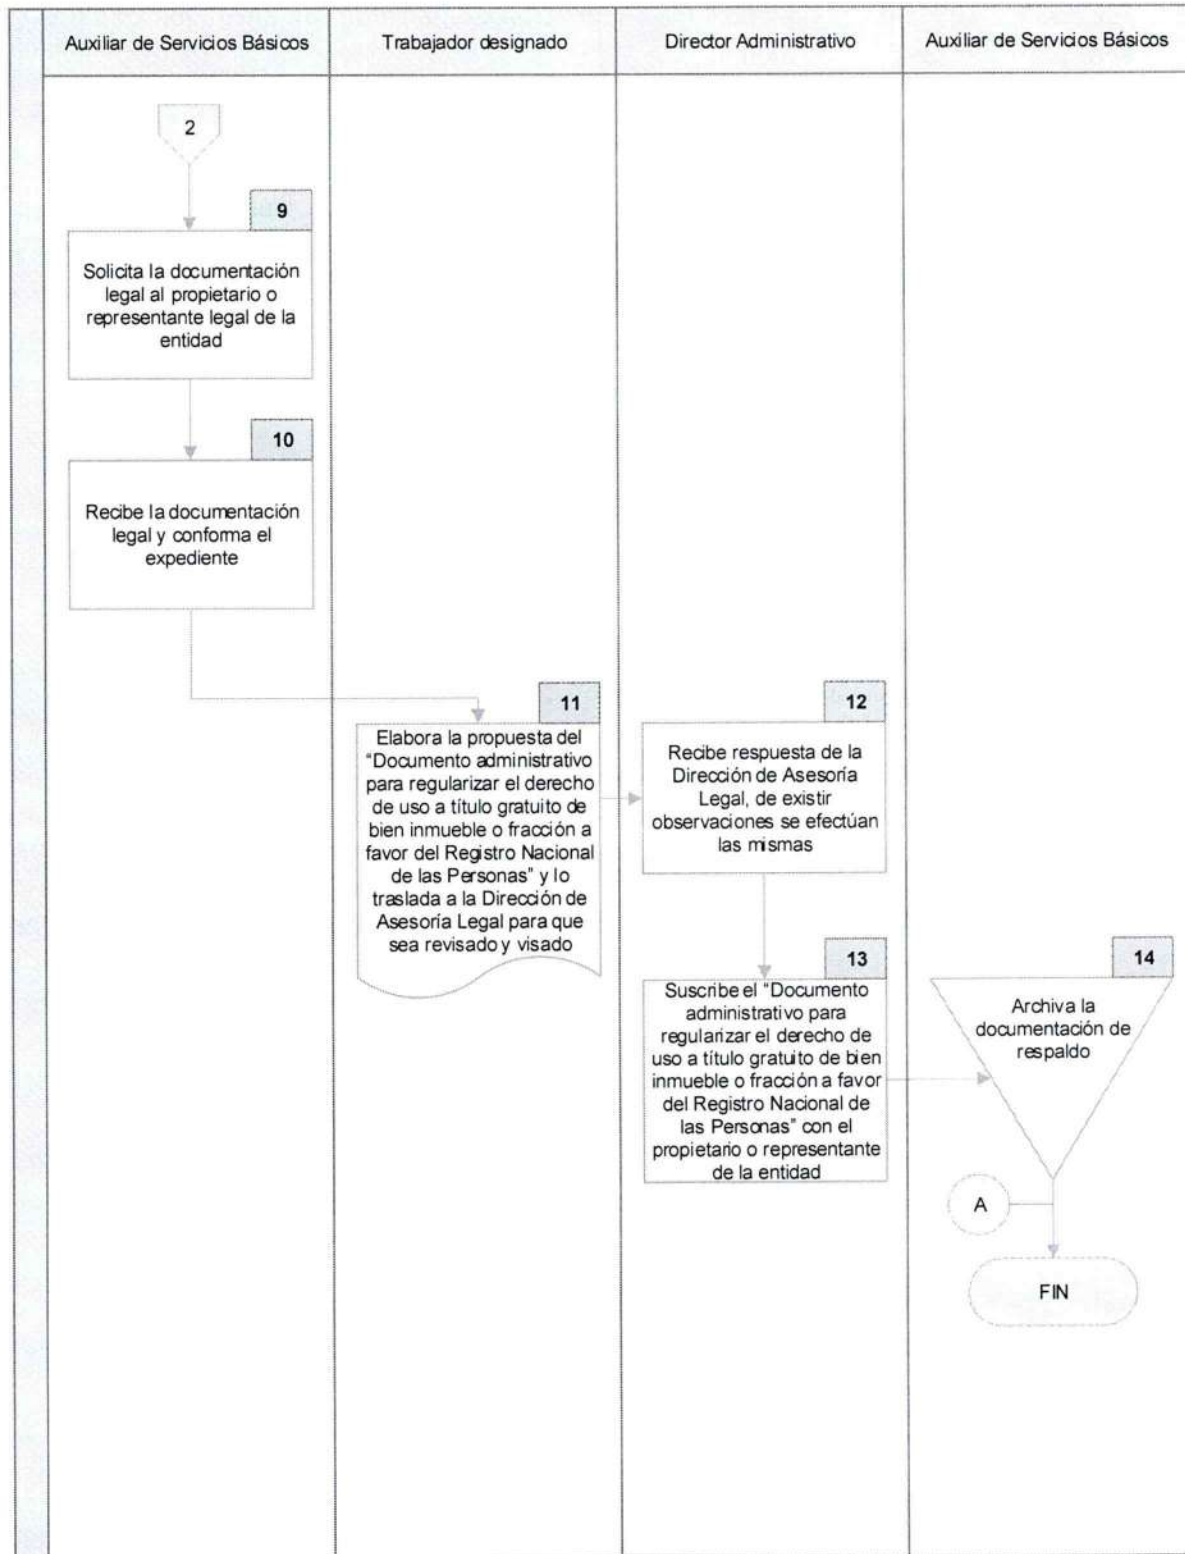 Auxiliar de Servicios Básicos
Trabajador designado
Director Administrativo
Auxiliar de Servicios Básicos
2
9
Solicita la documentación
legal al propietario o
representante legal de la
entidad
10
Recibe la documentación
legal y conforma el
expediente
11
Elabora la propuesta del
“Documento administrativo
para regularizar el derecho
de uso a título gratuito de
bien inmueble o fracción a
favor del Registro Nacional
de las Personas” y lo
traslada a la Dirección de
Asesoría Legal para que
sea revisado y visado
12
Recibe respuesta de la
Dirección de Asesoría
Legal, de existir
observaciones se efectúan
las mismas
13
Suscribe el “Documento
administrativo para
regularizar el derecho de
uso a título gratuito de bien
inmueble o fracción a favor
del Registro Nacional de
las Personas” con el
propietario o representante
de la entidad
14
Archiva la
documentación de
respaldo
A
FIN